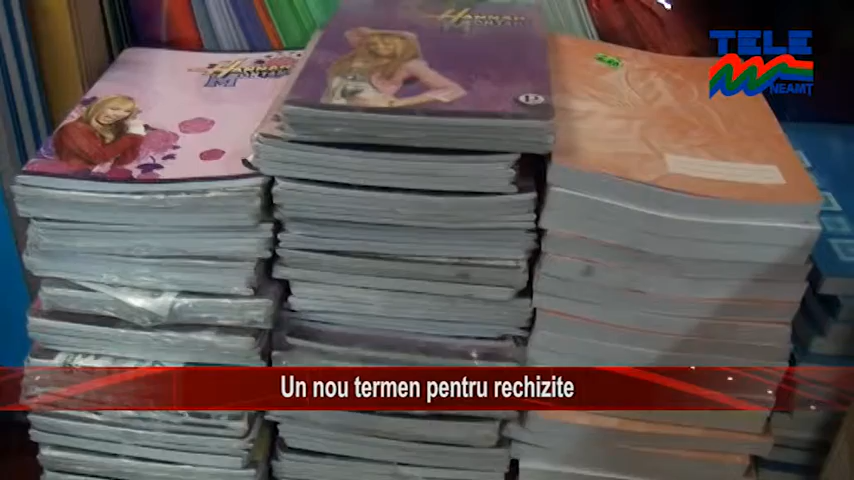 HANNAH
MONTANA
HANNAH
MONTANA
TELE
M
NEAMT
Un nou termen pentru rechizite